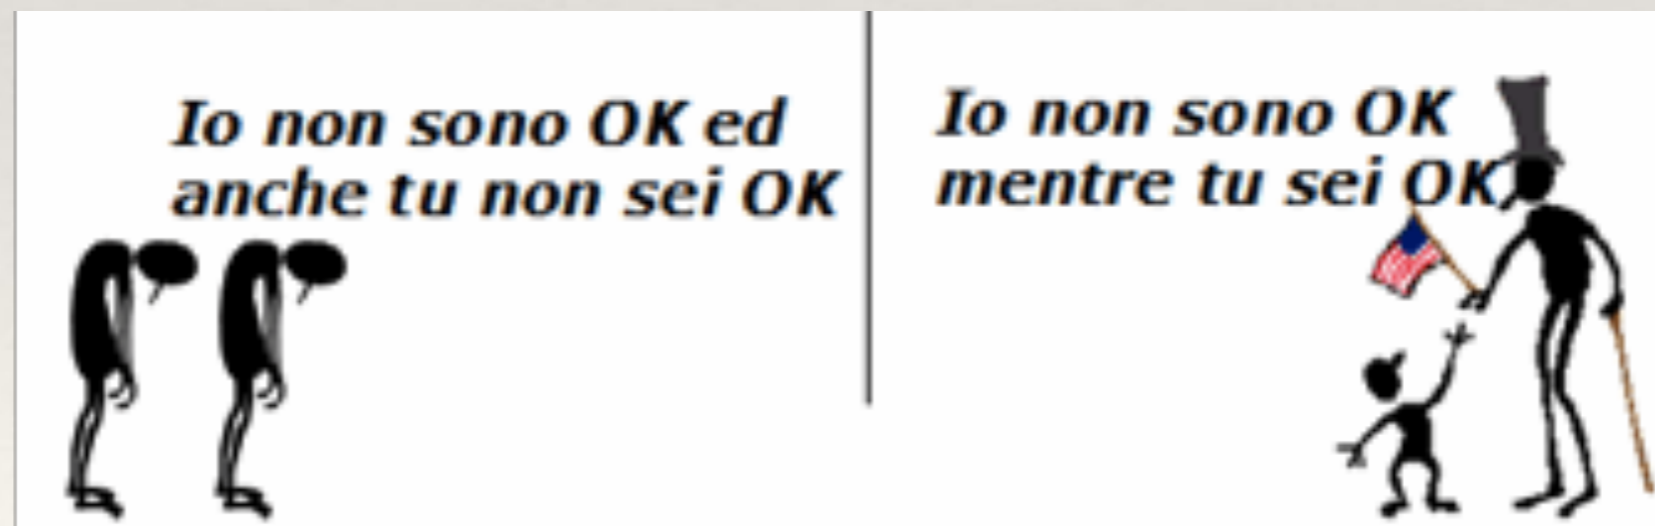 Io non sono OK ed
anche tu non sei OK
Io non sono OK
mentre tu sei OK